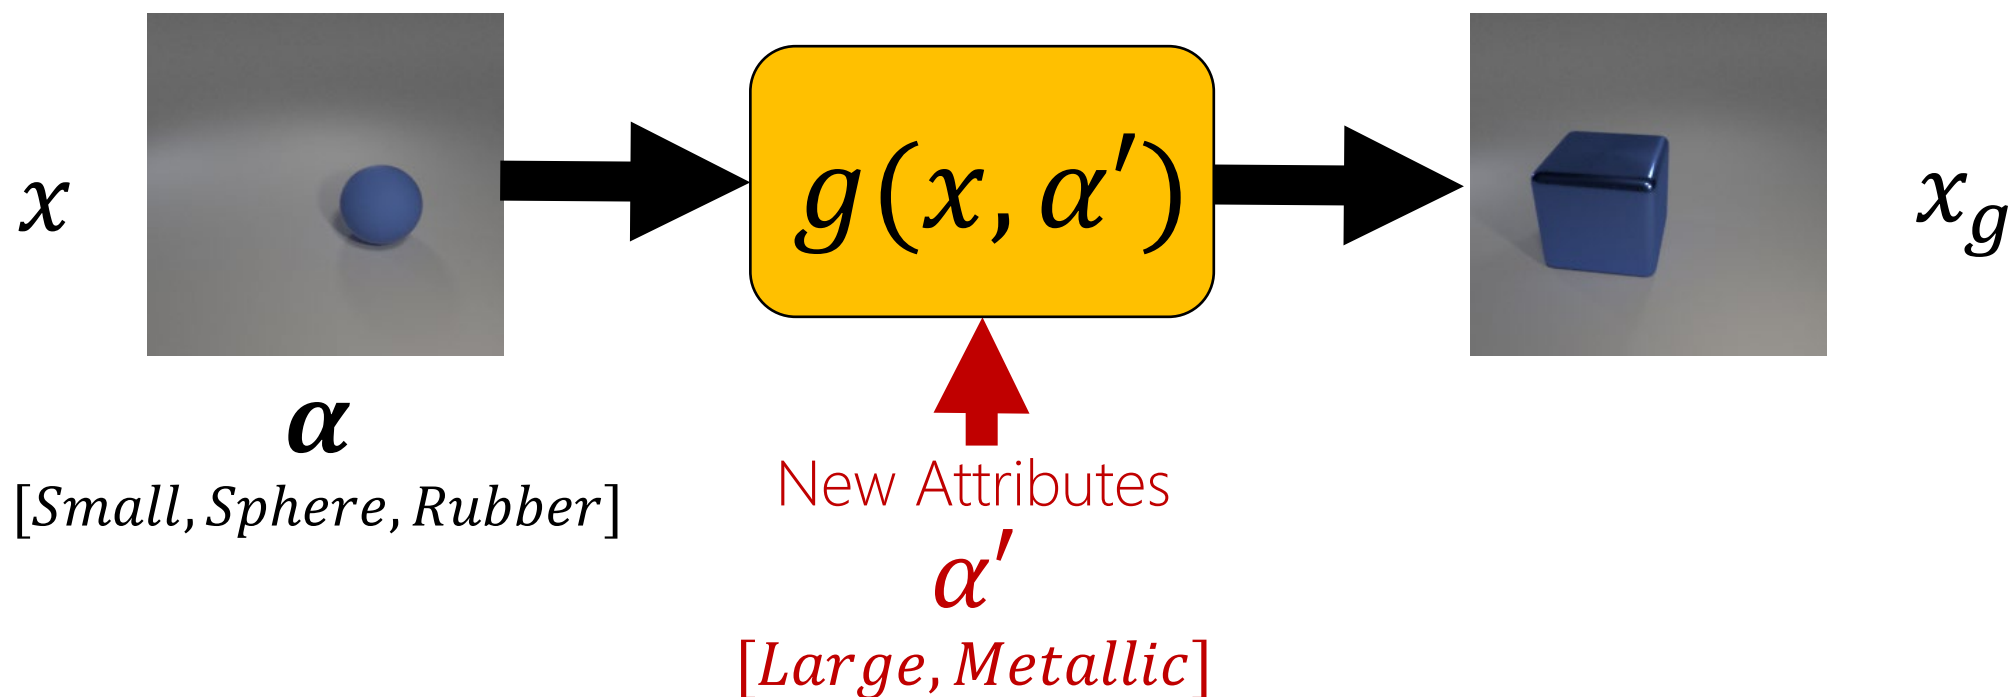 x
g(x, α′)
x_g
α
[Small, Sphere, Rubber]
New Attributes
α′
[Large, Metallic]